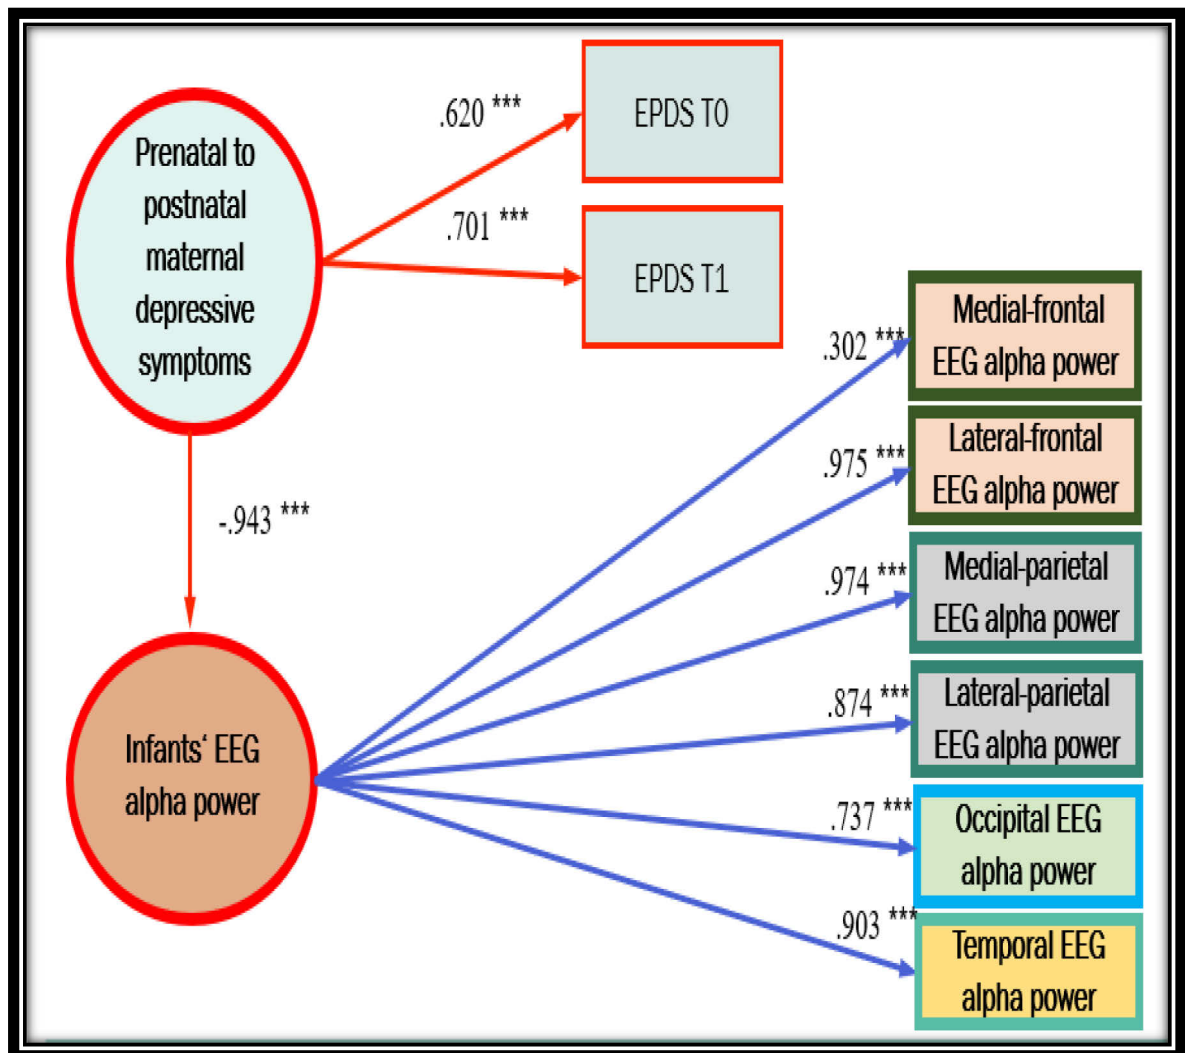 .620 ***
EPDS T0
Prenatal to
postnatal
maternal
depressive
symptoms
.701 ***
EPDS T1
-.943 ***
Infants‘ EEG
alpha power
.302 ***
Medial-frontal
EEG alpha power
.975 ***
Lateral-frontal
EEG alpha power
.974 ***
Medial-parietal
EEG alpha power
.874 ***
Lateral-parietal
EEG alpha power
.737 ***
Occipital EEG
alpha power
.903 ***
Temporal EEG
alpha power